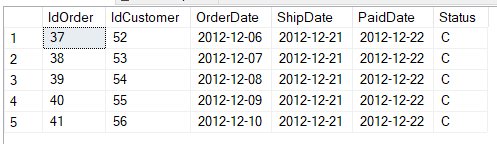 IdOrder IdCustomer OrderDate ShipDate PaidDate Status
1 37 52 2012-12-06 2012-12-21 2012-12-22 C
2 38 53 2012-12-07 2012-12-21 2012-12-22 C
3 39 54 2012-12-08 2012-12-21 2012-12-22 C
4 40 55 2012-12-09 2012-12-21 2012-12-22 C
5 41 56 2012-12-10 2012-12-21 2012-12-22 C